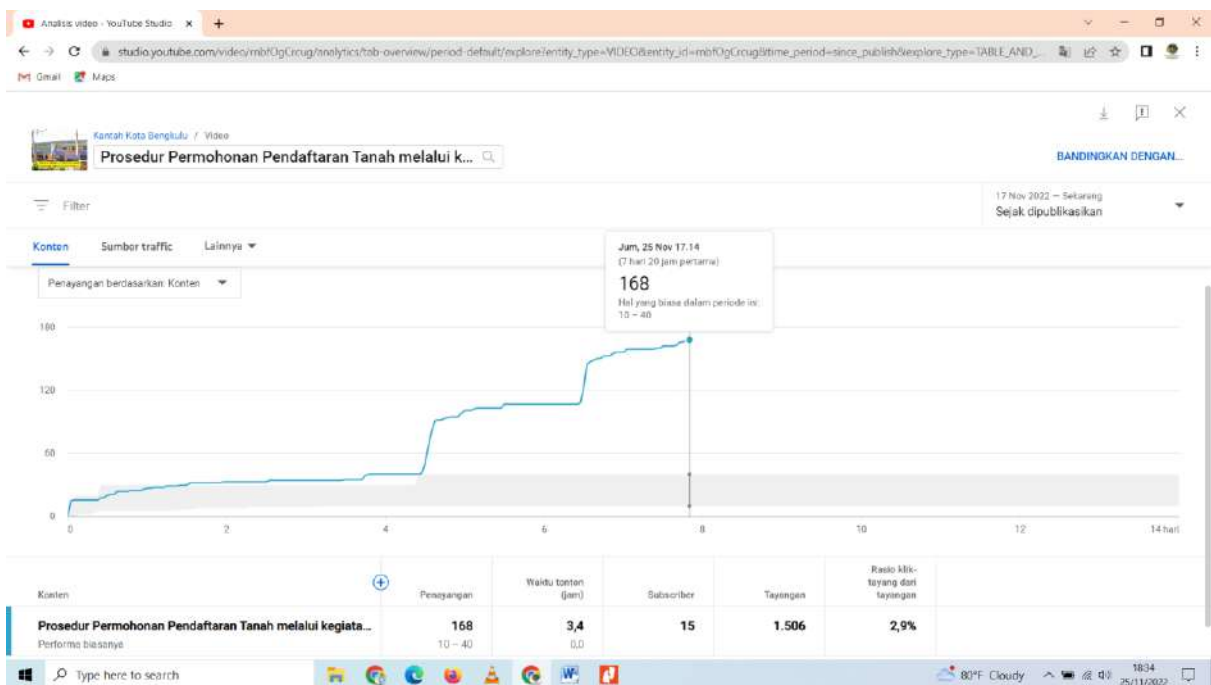 Analisis video - YouTube Studio
studio.youtube.com/video/mbfOgCrcug/analytics/tab-overview/period-default/explore?entity_type=VIDEO&entity_id=mbfOgCrcug&time_period=since_publish&explore_type=TABLE_AND_...
Gmail Maps
Kantah Kota Bengkulu / Video
Prosedur Permohonan Pendaftaran Tanah melalui k...
BANDINGKAN DENGAN...
Filter
17 Nov 2022 – Sekarang
Sejak dipublikasikan
Konten Sumber traffic Lainnya
Penayangan berdasarkan: Konten
Jum, 25 Nov 17.14
(7 hari 20 jam pertama)
168
Hal yang biasa dalam periode ini:
10 – 40
180
120
60
0
0 2 4 6 8 10 12 14 hari
Konten Penayangan Waktu tonton (jam) Subscriber Tayangan Rasio klik-tayang dari tayangan
Prosedur Permohonan Pendaftaran Tanah melalui kegiata... 168 3,4 15 1.506 2,9%
Performa biasanya 10 – 40 0,0
Type here to search
80°F Cloudy
18:34
25/11/2022